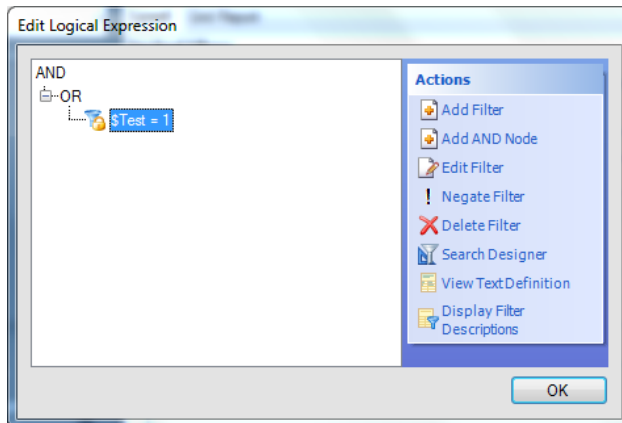 Edit Logical Expression
AND
OR
$Test = 1
Actions
Add Filter
Add AND Node
Edit Filter
Negate Filter
Delete Filter
Search Designer
View Text Definition
Display Filter
Descriptions
OK